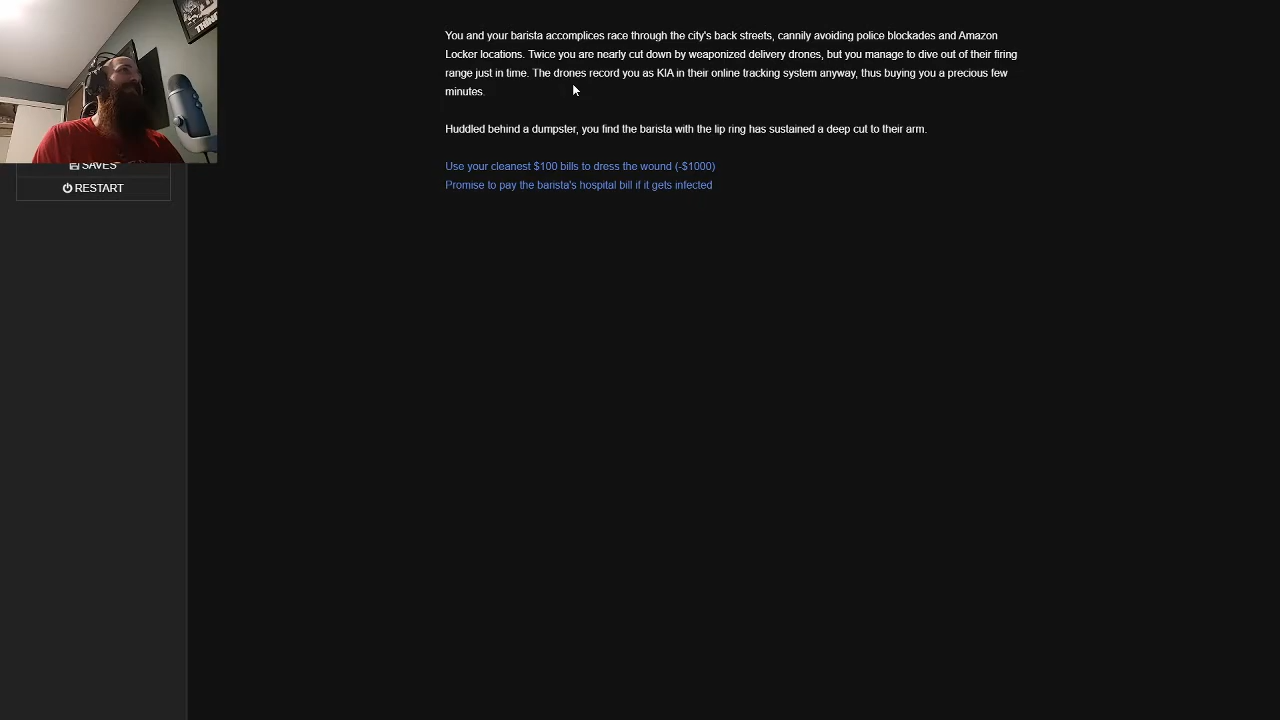 You and your barista accomplices race through the city's back streets, cannily avoiding police blockades and Amazon
Locker locations. Twice you are nearly cut down by weaponized delivery drones, but you manage to dive out of their firing
range just in time. The drones record you as KIA in their online tracking system anyway, thus buying you a precious few
minutes.
Huddled behind a dumpster, you find the barista with the lip ring has sustained a deep cut to their arm.
Use your cleanest $100 bills to dress the wound (-$1000)
Promise to pay the barista's hospital bill if it gets infected
SAVES
RESTART